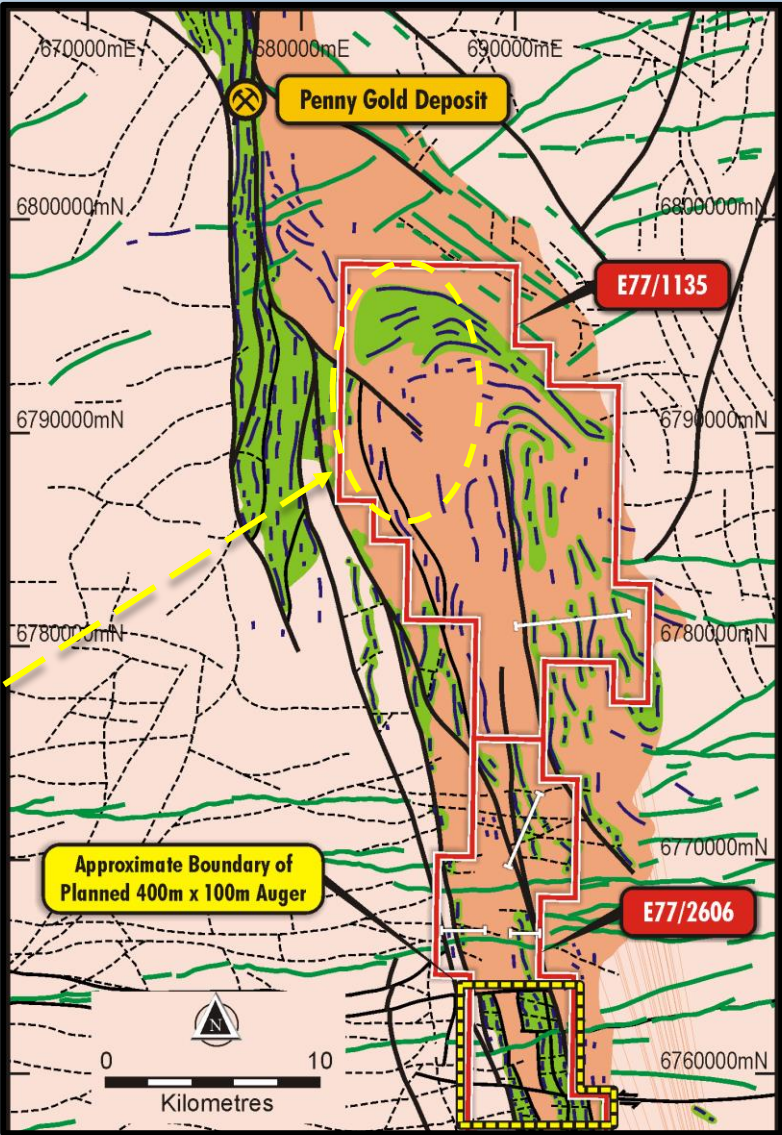 670000mE
680000mE
690000mE
Penny Gold Deposit
6800000mN
6800000mN
E77/1135
6790000mN
6790000mN
6780000mN
6780000mN
6770000mN
Approximate Boundary of
Planned 400m x 100m Auger
E77/2606
N
0 10
Kilometres
6760000mN